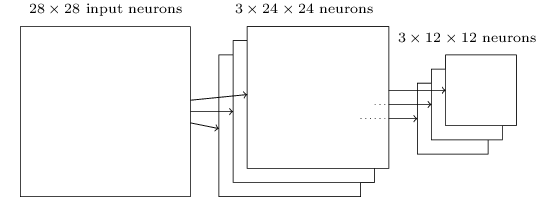 28 × 28 input neurons
3 × 24 × 24 neurons
3 × 12 × 12 neurons